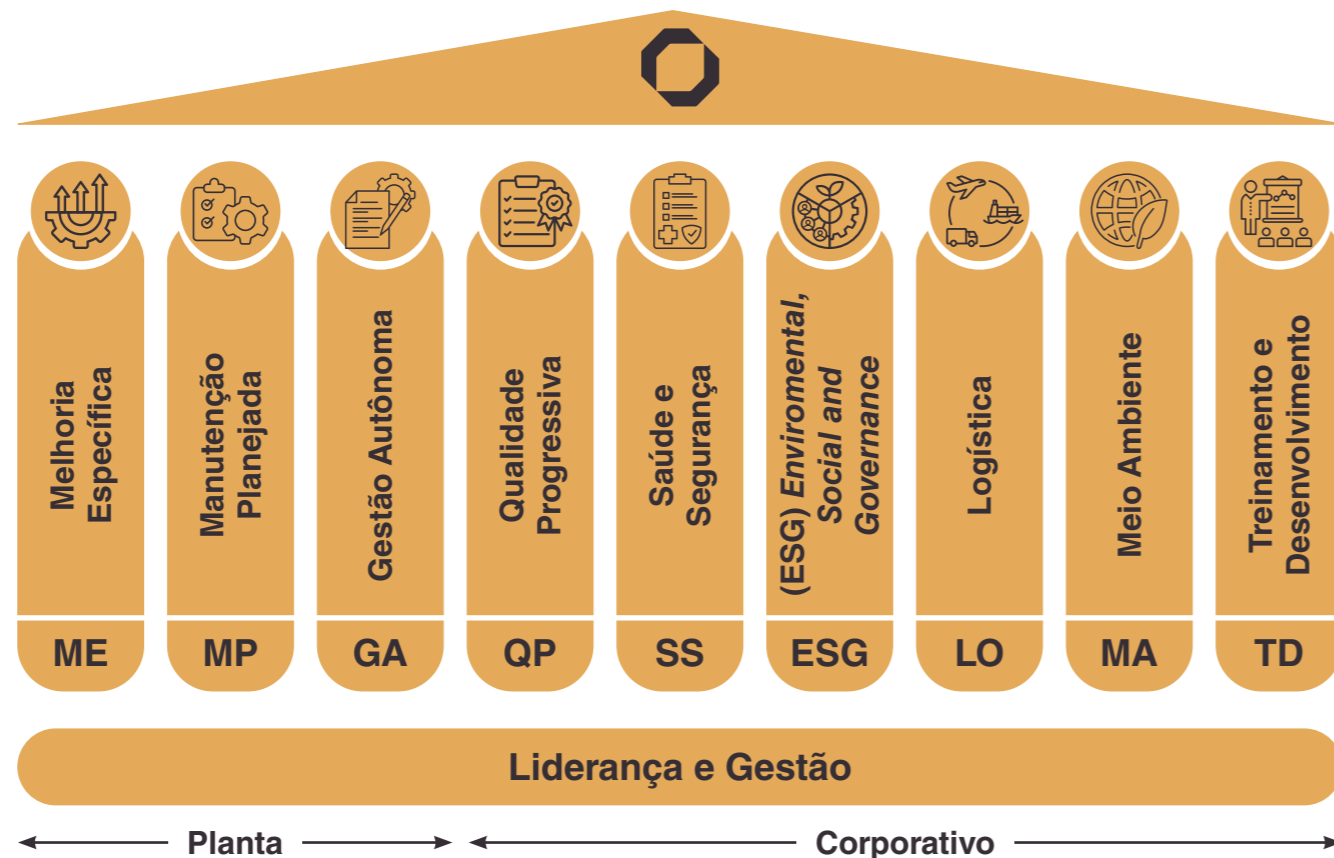 Melhoria
Específica
Manutenção
Planejada
Gestão Autônoma
Qualidade
Progressiva
Saúde e
Segurança
(ESG) Enviromental,
Social and
Governance
Logística
Meio Ambiente
Treinamento e
Desenvolvimento
ME
MP
GA
QP
SS
ESG
LO
MA
TD
Liderança e Gestão
Planta
Corporativo